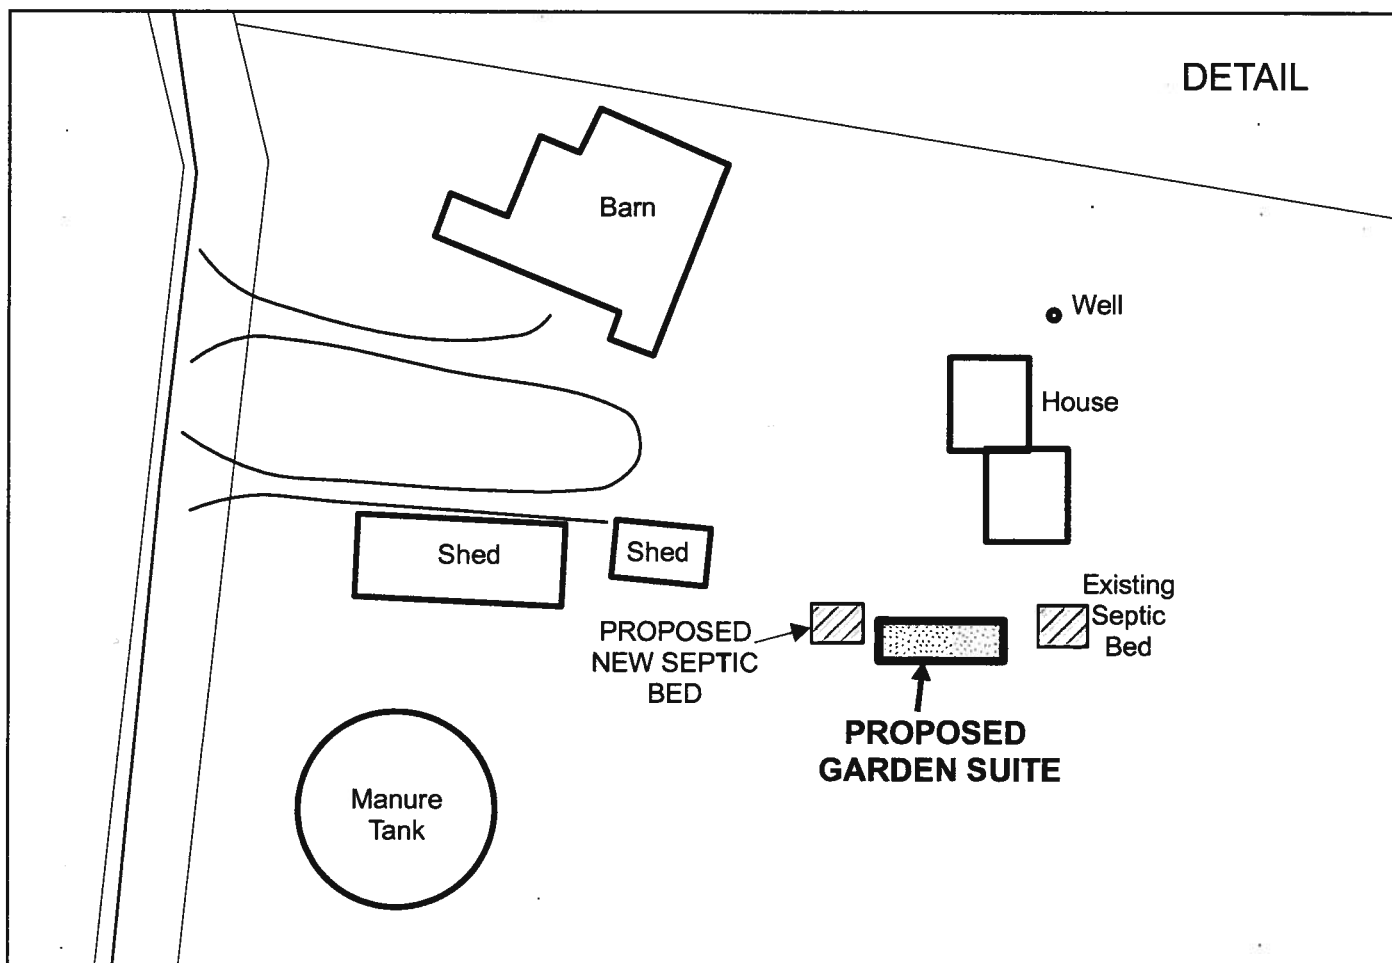 DETAIL
Barn
Well
House
Shed
Shed
Existing
Septic
Bed
PROPOSED
NEW SEPTIC
BED
PROPOSED
GARDEN SUITE
Manure
Tank